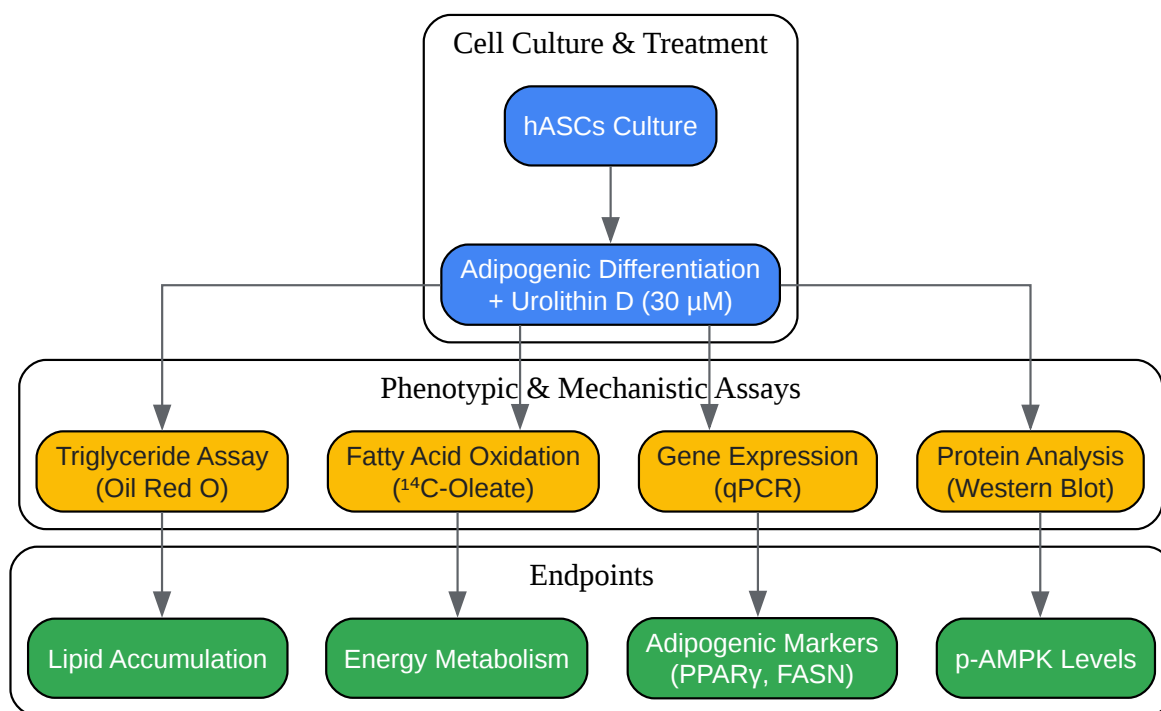 Cell Culture & Treatment
hASCs Culture
Adipogenic Differentiation
+ Urolithin D (30 µM)
Phenotypic & Mechanistic Assays
Triglyceride Assay
(Oil Red O)
Fatty Acid Oxidation
(¹⁴C-Oleate)
Gene Expression
(qPCR)
Protein Analysis
(Western Blot)
Endpoints
Lipid Accumulation
Energy Metabolism
Adipogenic Markers
(PPARγ, FASN)
p-AMPK Levels